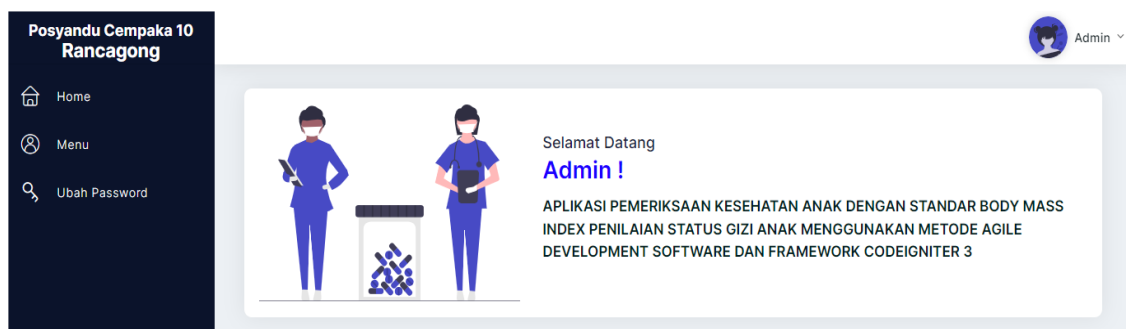 Posyandu Cempaka 10
Rancagong
Admin
Home
Menu
Ubah Password
Selamat Datang
Admin !
APLIKASI PEMERIKSAAN KESEHATAN ANAK DENGAN STANDAR BODY MASS
INDEX PENILAIAN STATUS GIZI ANAK MENGGUNAKAN METODE AGILE
DEVELOPMENT SOFTWARE DAN FRAMEWORK CODEIGNITER 3